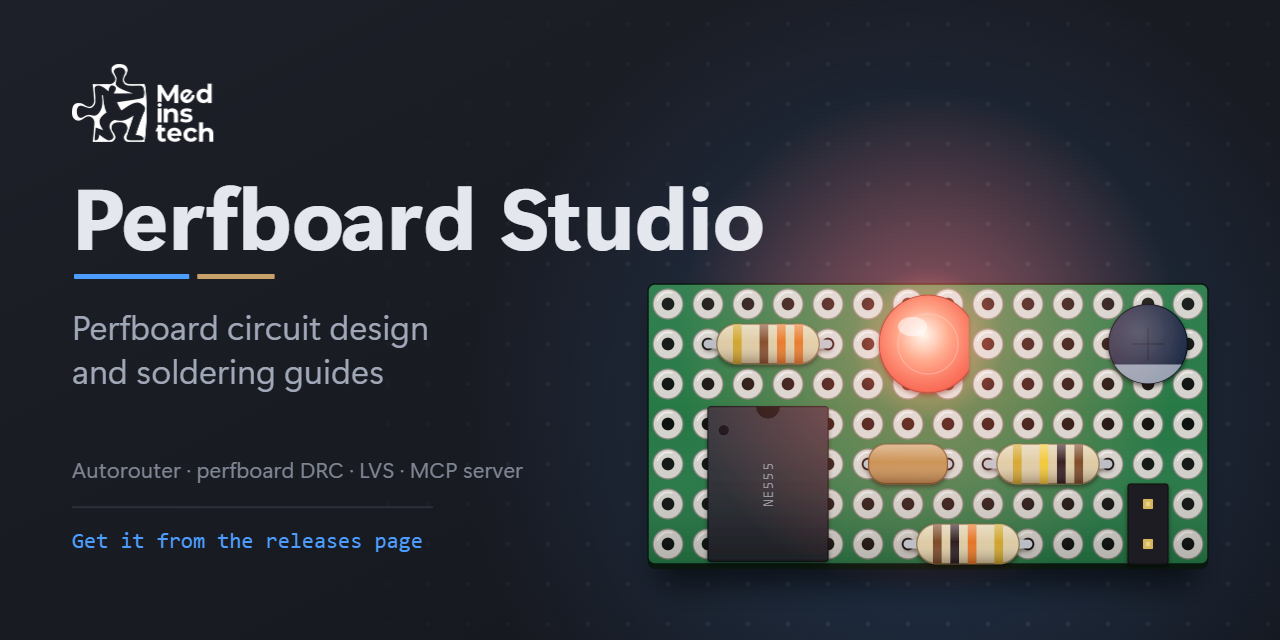 Med
ins
tech
Perfboard Studio
Perfboard circuit design
and soldering guides
Autorouter · perfboard DRC · LVS · MCP server
Get it from the releases page
NE555